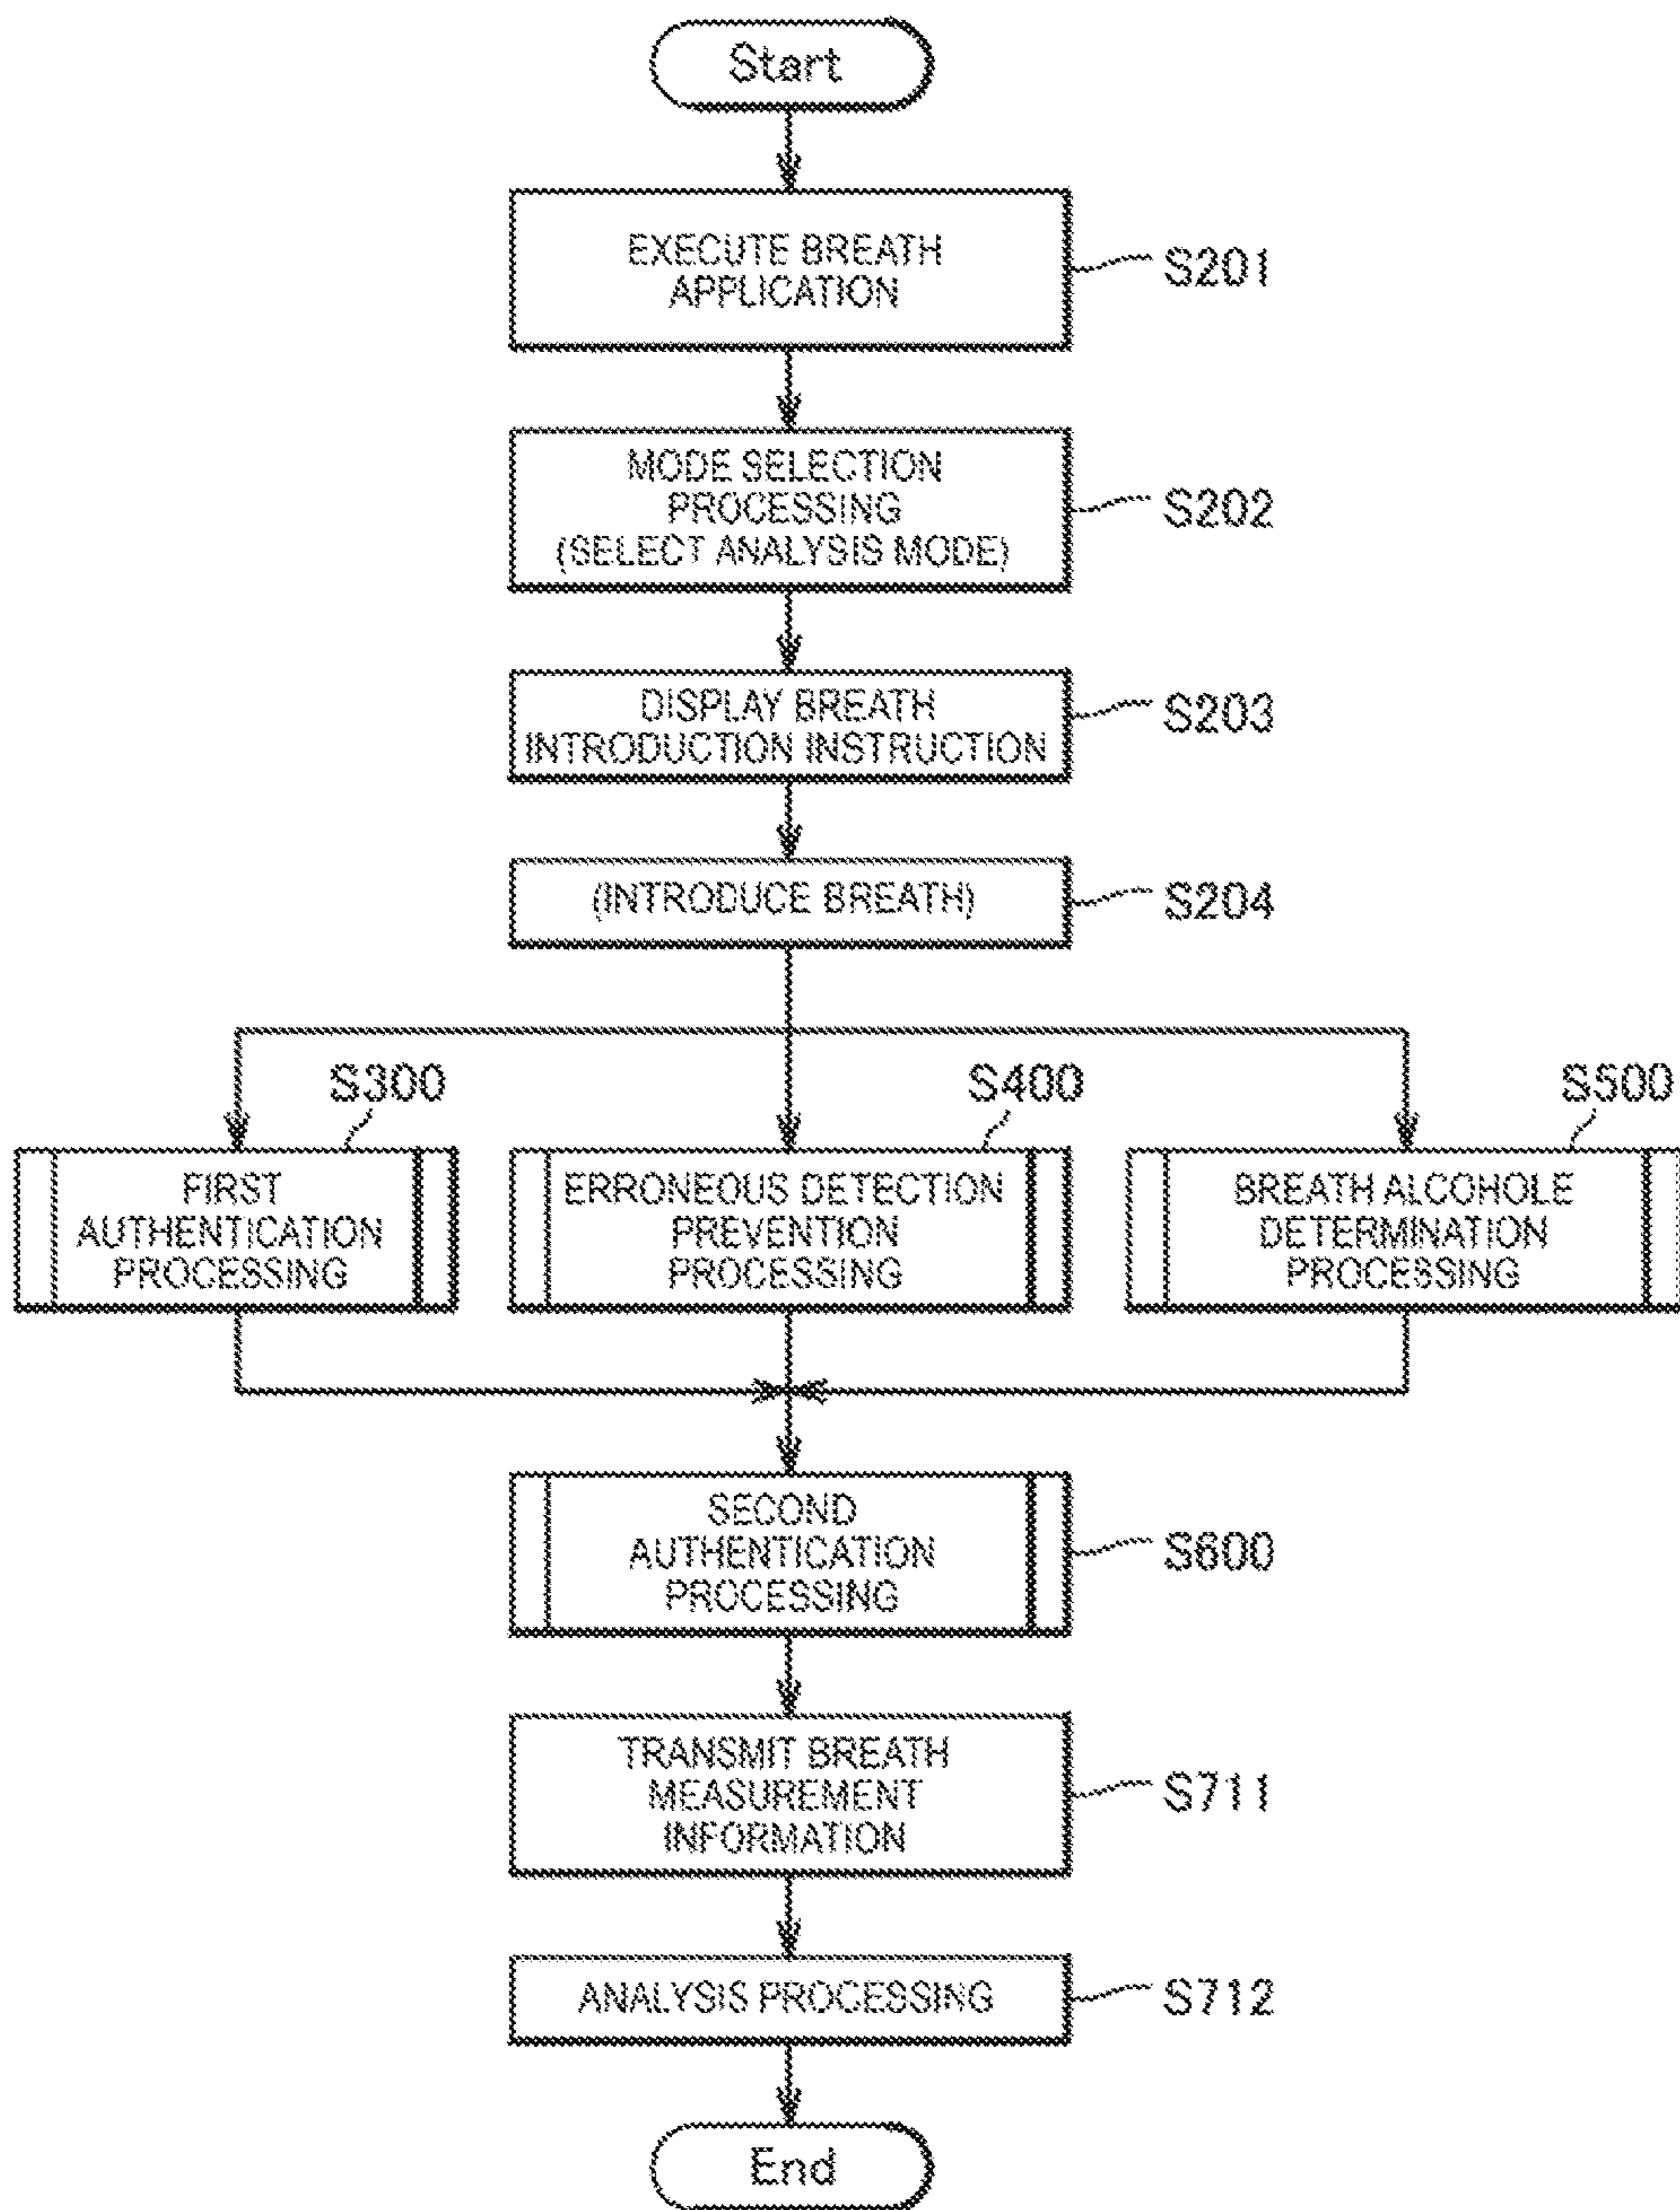 Start
EXECUTE BREATH
APPLICATION
S201
MODE SELECTION
PROCESSING
(SELECT ANALYSIS MODE)
S202
DISPLAY BREATH
INTRODUCTION INSTRUCTION
S203
(INTRODUCE BREATH)
S204
S300
FIRST
AUTHENTICATION
PROCESSING
S400
ERRONEOUS DETECTION
PREVENTION
PROCESSING
S500
BREATH ALCOHOLE
DETERMINATION
PROCESSING
SECOND
AUTHENTICATION
PROCESSING
S600
TRANSMIT BREATH
MEASUREMENT
INFORMATION
S711
ANALYSIS PROCESSING
S712
End